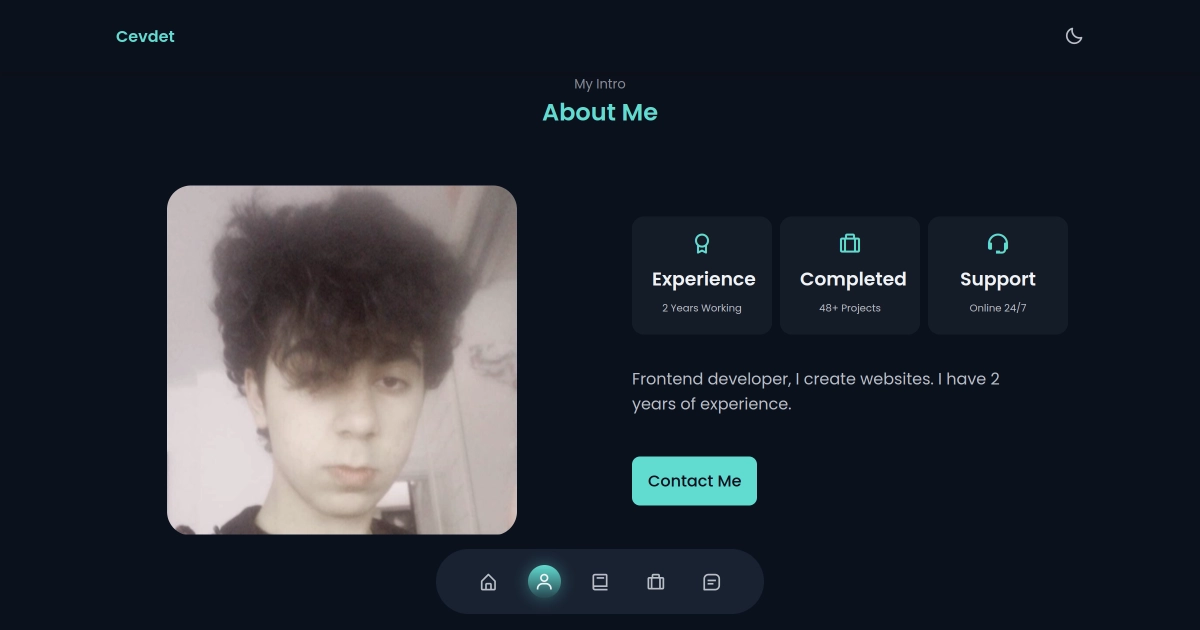 Cevdet
My Intro
About Me
Experience
2 Years Working
Completed
48+ Projects
Support
Online 24/7
Frontend developer, I create websites. I have 2
years of experience.
Contact Me